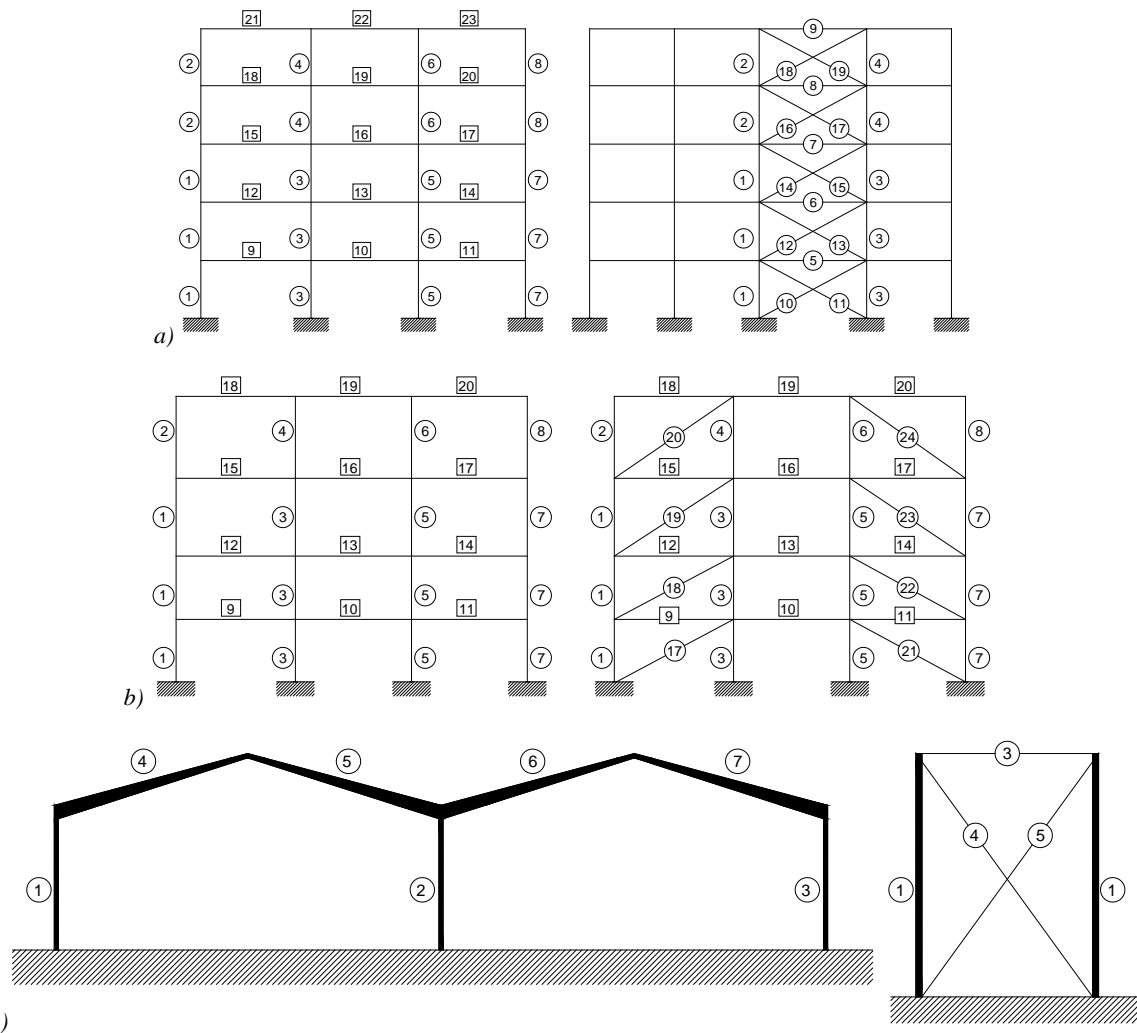 21 22 23 9
2 4 6 8 2 18 19 4
18 19 20 8
2 4 6 8 2 16 17 4
15 16 17 7
1 3 5 7 1 14 15 3
12 13 14 6
1 3 5 7 1 12 13 3
9 10 11 5
1 3 5 7 1 10 11 3
a)
18 19 20 18 19 20
2 4 6 8 2 20 4 6 24 8
15 16 17 15 16 17
1 3 5 7 1 19 3 5 23 7
12 13 14 12 13 14
1 3 5 7 1 18 3 5 22 7
9 10 11 9 10 11
1 3 5 7 1 17 3 5 21 7
b)
4 5 6 7 3
4 5
1 2 3 1 1
)